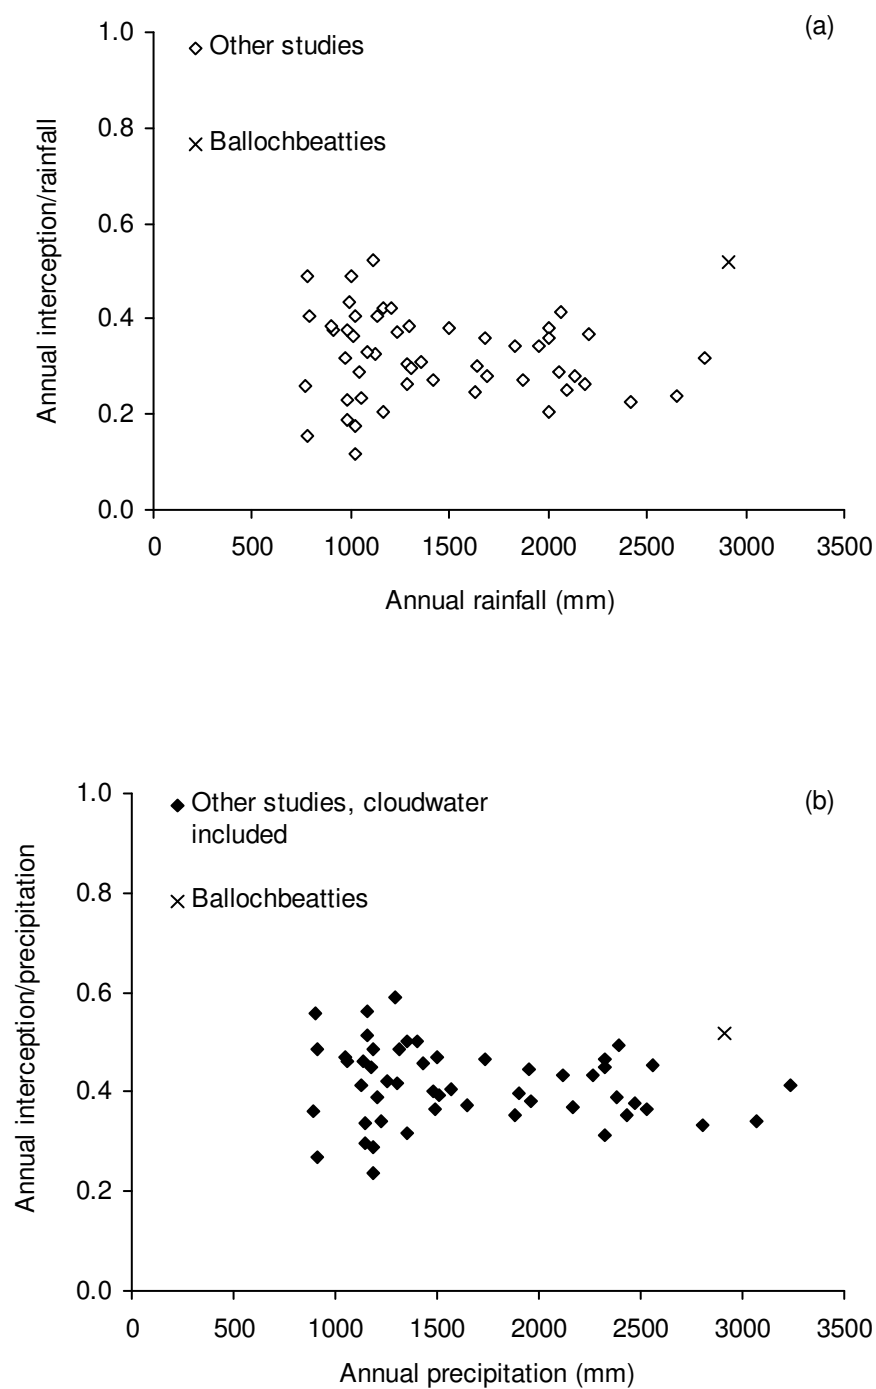 (a)
1.0
Other studies
0.8
Ballochbeatties
0.6
0.4
0.2
0.0
Annual interception/rainfall
0 500 1000 1500 2000 2500 3000 3500
Annual rainfall (mm)
(b)
1.0
Other studies, cloudwater
included
0.8
Ballochbeatties
0.6
0.4
0.2
0.0
Annual interception/precipitation
0 500 1000 1500 2000 2500 3000 3500
Annual precipitation (mm)